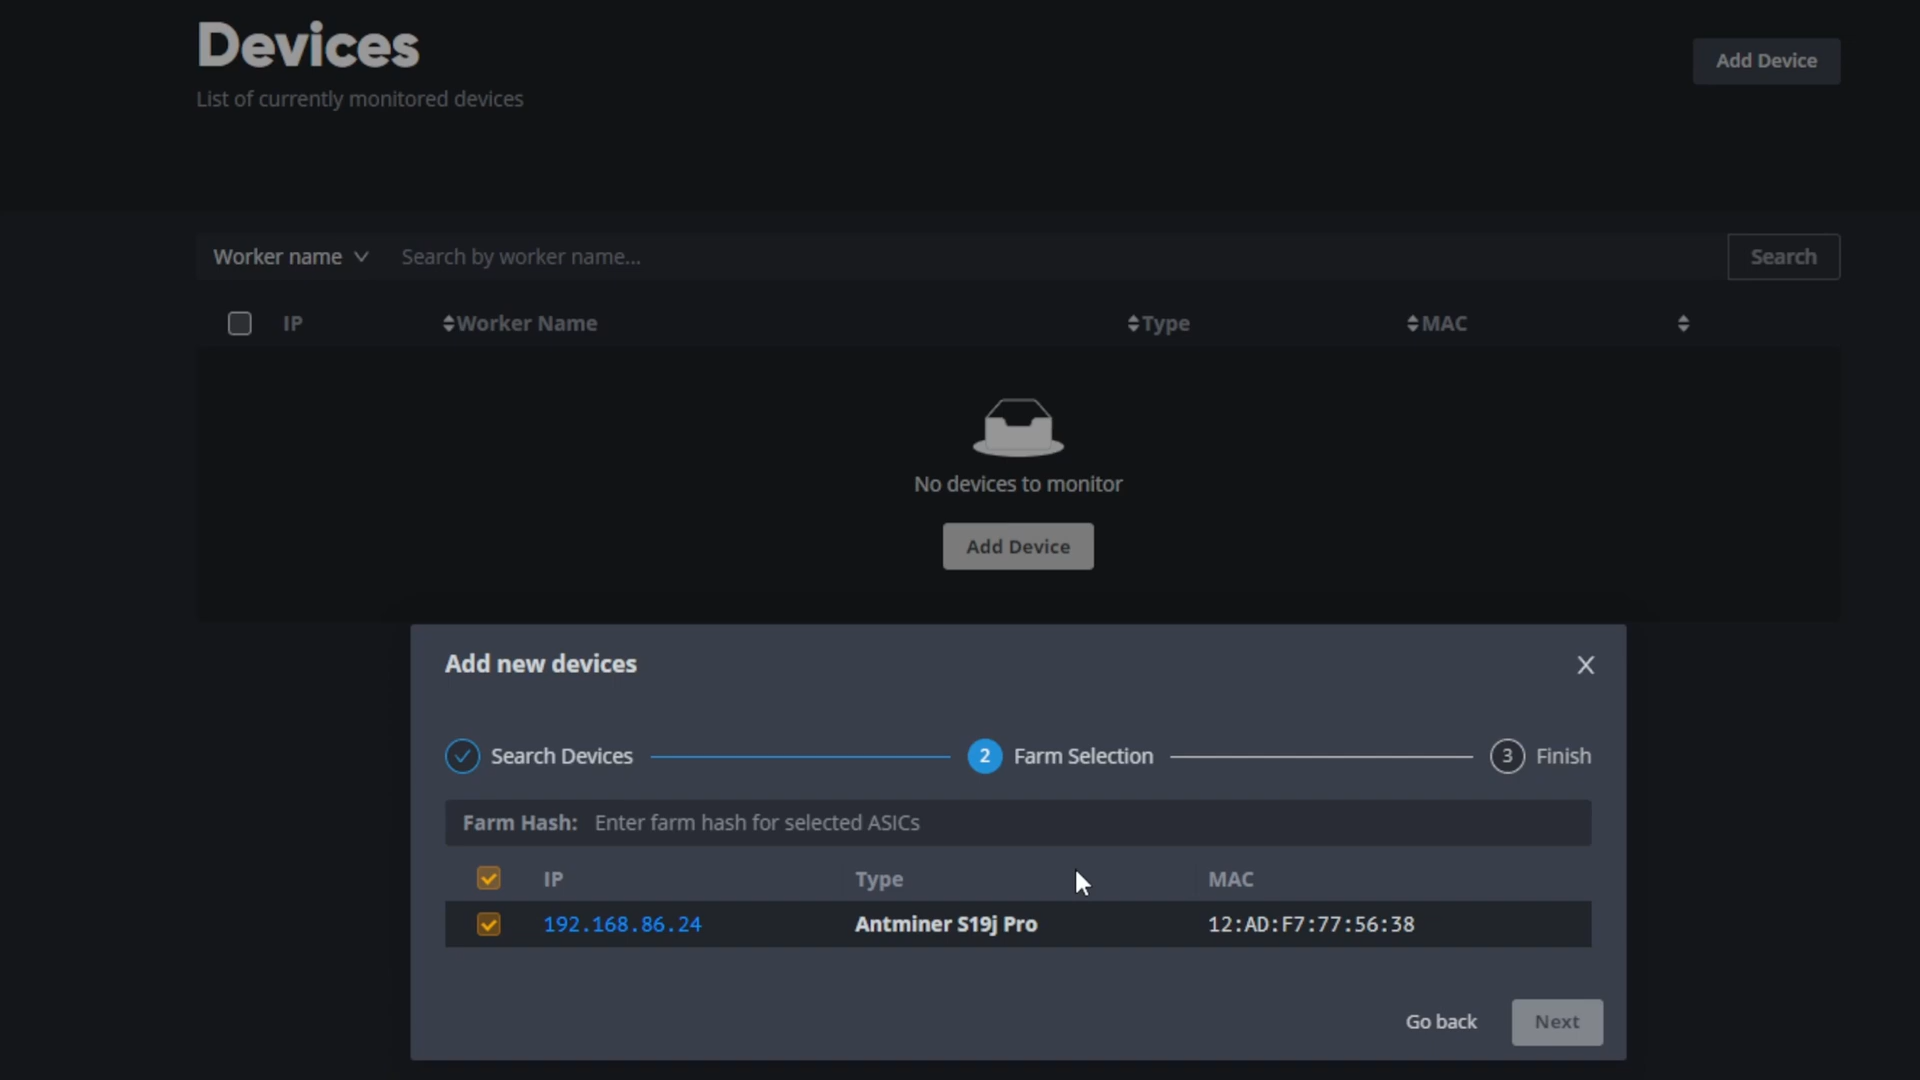 Devices
Add Device
List of currently monitored devices
Worker name Search by worker name... Search
IP Worker Name Type MAC
No devices to monitor
Add Device
Add new devices
Search Devices 2 Farm Selection 3 Finish
Farm Hash: Enter farm hash for selected ASICs
IP Type MAC
192.168.86.24 Antminer S19j Pro 12:AD:F7:77:56:38
Go back Next